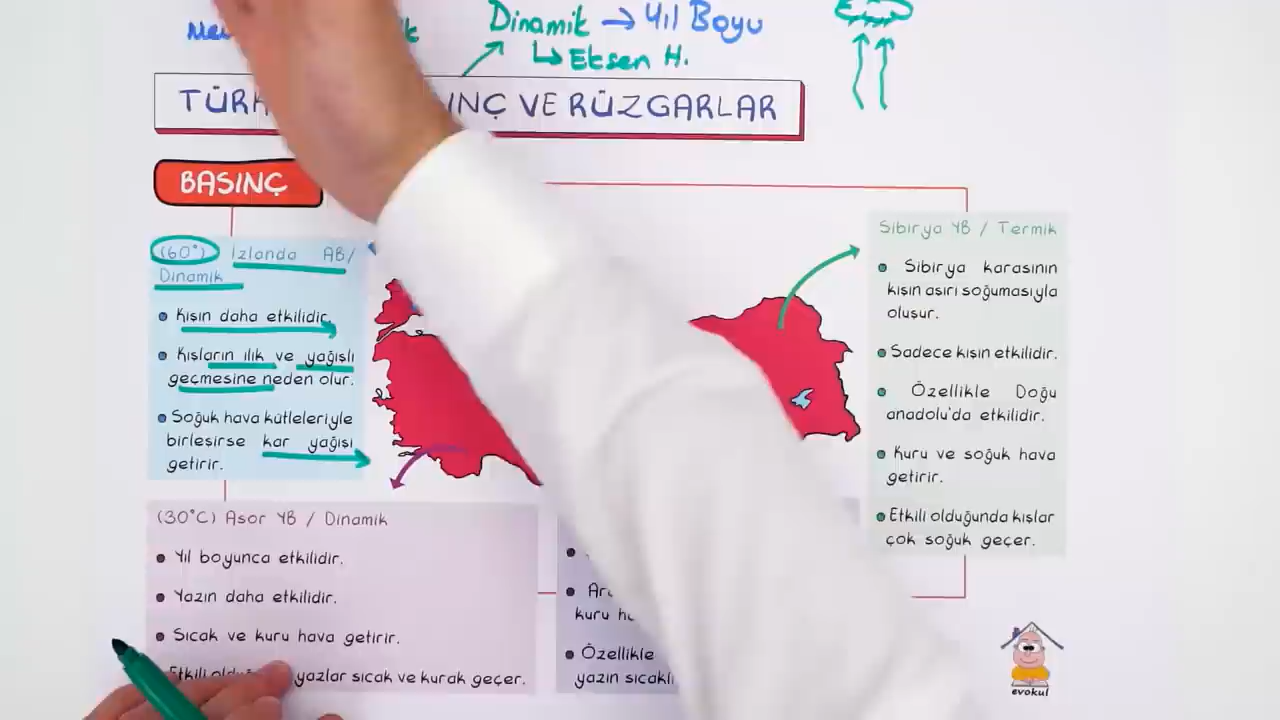 Dinamik → Yıl Boyu
↳ Eksen H.
VE RÜZGARLAR
BASINÇ
(60°) İzlanda AB/
Dinamik
• Kışın daha etkilidir.
• Kışların ılık ve yağışlı
geçmesine neden olur.
• Soğuk hava kütleleriyle
birleşirse kar yağışı
getirir.
Sibirya YB / Termik
• Sibirya karasının
kışın aşırı soğumasıyla
oluşur.
• Sadece kışın etkilidir.
• Özellikle Doğu
anadolu'da etkilidir.
• Kuru ve soğuk hava
getirir.
• Etkili olduğunda kışlar
çok soğuk geçer.
(30°C) Asor YB / Dinamik
• Yıl boyunca etkilidir.
• Yazın daha etkilidir.
• Sıcak ve kuru hava getirir.
yazlar sıcak ve kurak geçer.
•
•
kuru
• Özellikle
yazın
evokul